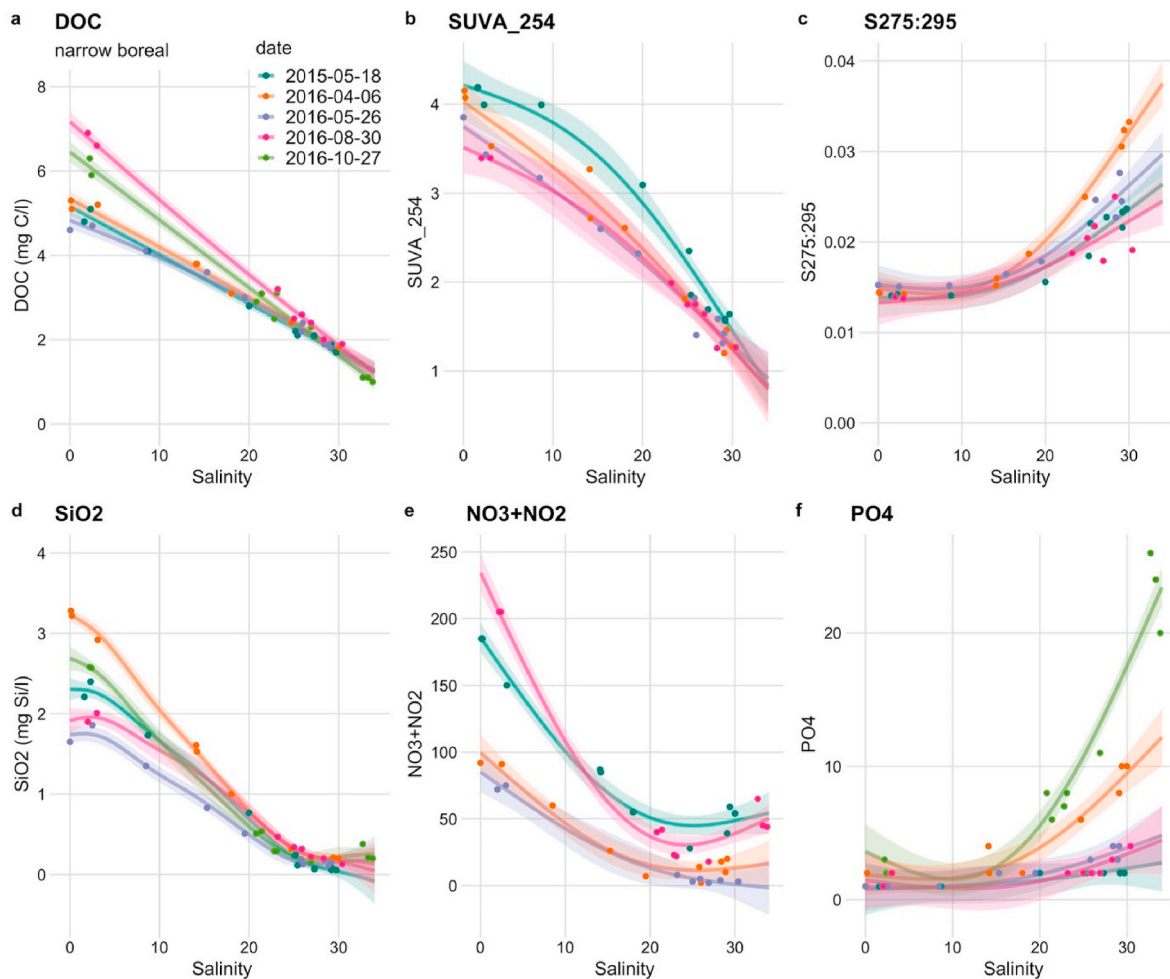 a DOC
narrow boreal
date
2015-05-18
2016-04-06
2016-05-26
2016-08-30
2016-10-27
DOC (mg C/l)
8
6
4
2
0
0 10 20 30
Salinity
b SUVA_254
SUVA_254
4
3
2
1
0 10 20 30
Salinity
c S275:295
S275:295
0.04
0.03
0.02
0.01
0.00
0 10 20 30
Salinity
d SiO2
SiO2 (mg Si/l)
4
3
2
1
0
0 10 20 30
Salinity
e NO3+NO2
NO3+NO2
250
200
150
100
50
0
0 10 20 30
Salinity
f PO4
PO4
20
10
0
0 10 20 30
Salinity